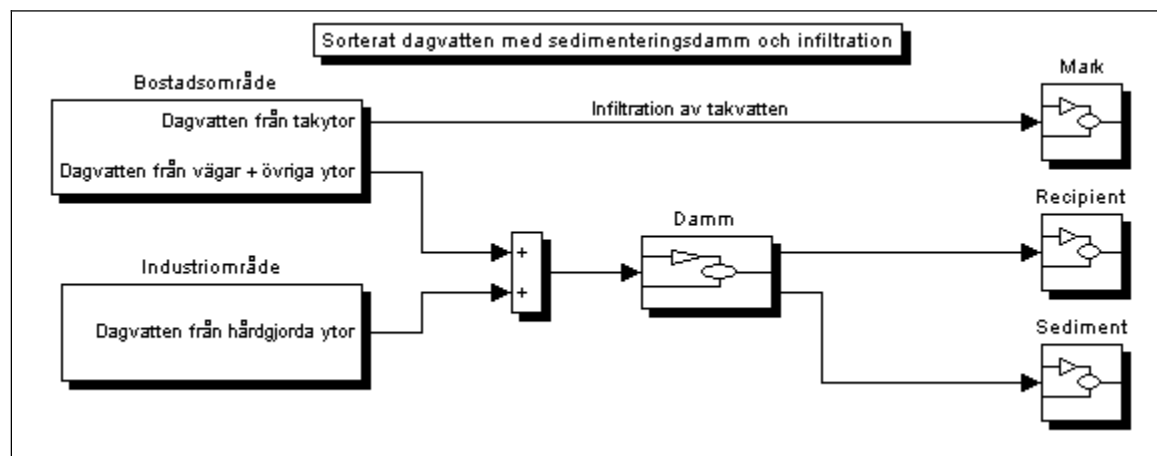 Sorterat dagvatten med sedimenteringsdamm och infiltration
Bostadsområde
Dagvatten från takytor
Dagvatten från vägar + övriga ytor
Infiltration av takvatten
Mark
Industriområde
Dagvatten från hårdgjorda ytor
+
+
Damm
Recipient
Sediment